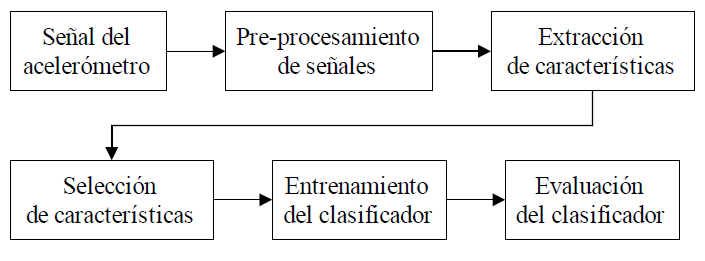 Señal del
acelerómetro
Pre-procesamiento
de señales
Extracción
de características
Selección
de características
Entrenamiento
del clasificador
Evaluación
del clasificador